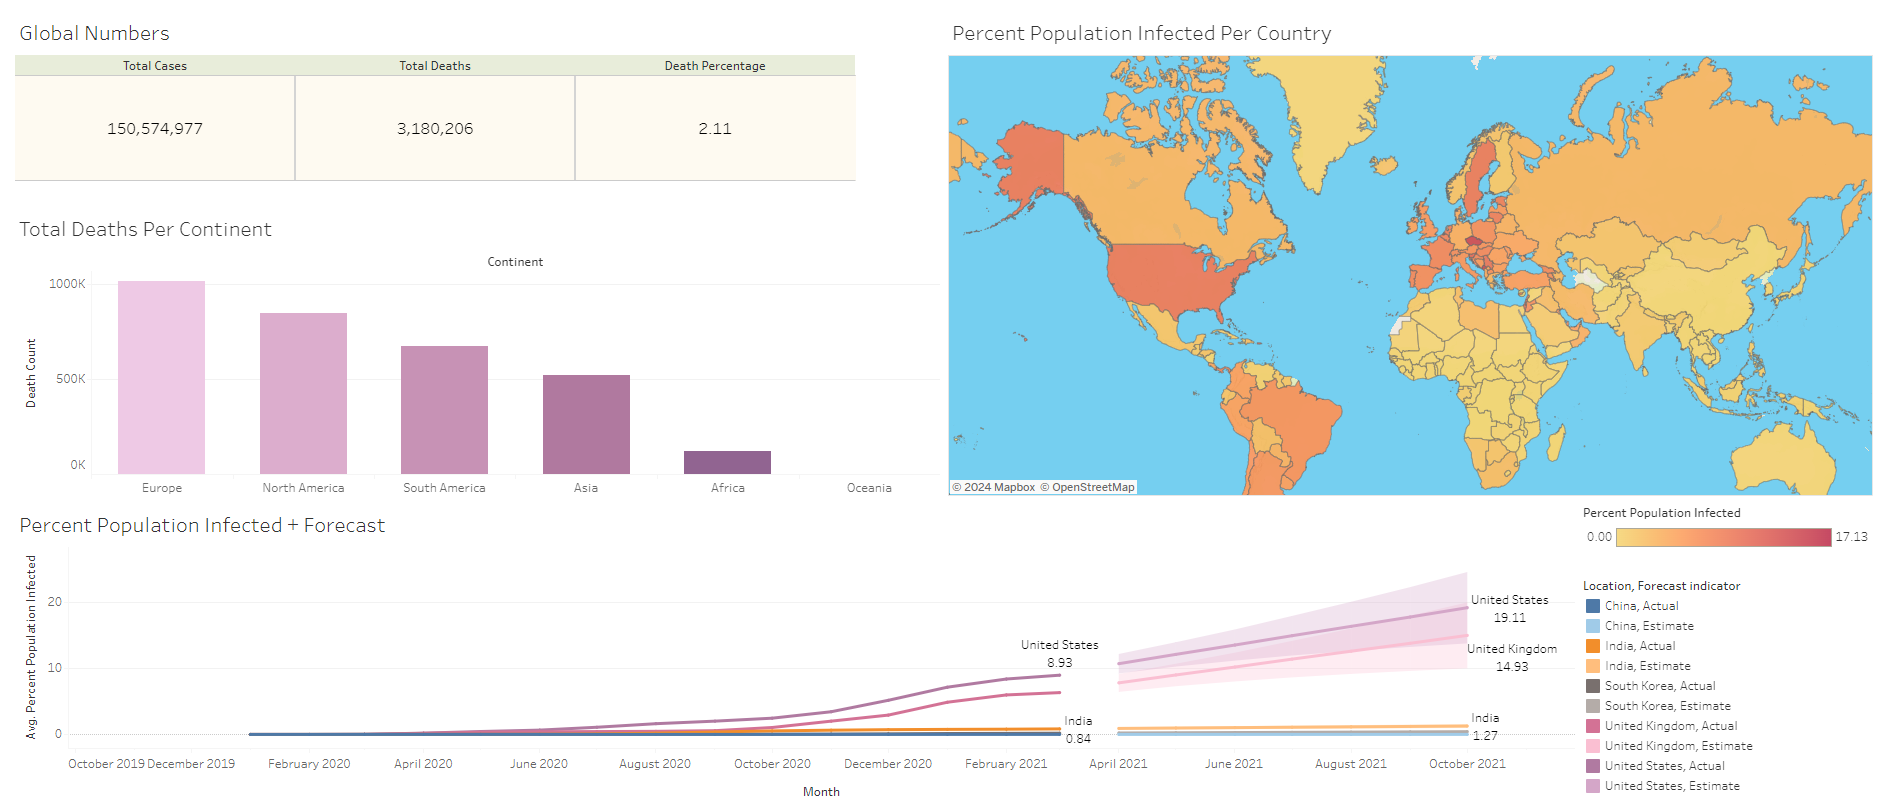 Global Numbers
Total Cases
Total Deaths
Death Percentage
150,574,977
3,180,206
2.11
Total Deaths Per Continent
Continent
Death Count
1000K
500K
0K
Europe
North America
South America
Asia
Africa
Oceania
Percent Population Infected Per Country
© 2024 Mapbox © OpenStreetMap
Percent Population Infected
0.00
17.13
Percent Population Infected + Forecast
Avg. Percent Population Infected
20
10
0
United States
8.93
India
0.84
United States
19.11
United Kingdom
14.93
India
1.27
October 2019
December 2019
February 2020
April 2020
June 2020
August 2020
October 2020
December 2020
February 2021
April 2021
June 2021
August 2021
October 2021
Month
Location, Forecast indicator
China, Actual
China, Estimate
India, Actual
India, Estimate
South Korea, Actual
South Korea, Estimate
United Kingdom, Actual
United Kingdom, Estimate
United States, Actual
United States, Estimate